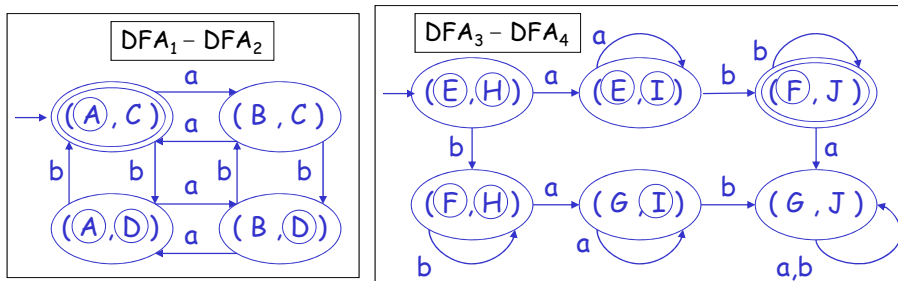 DFA₁ – DFA₂
a
(A, C) (B, C)
a
b b b b
a
(A, D) (B, D)
a
DFA₃ – DFA₄
a b
(E, H) a (E, I) b (F, J)
b a
(F, H) a (G, I) b (G, J)
b a a,b